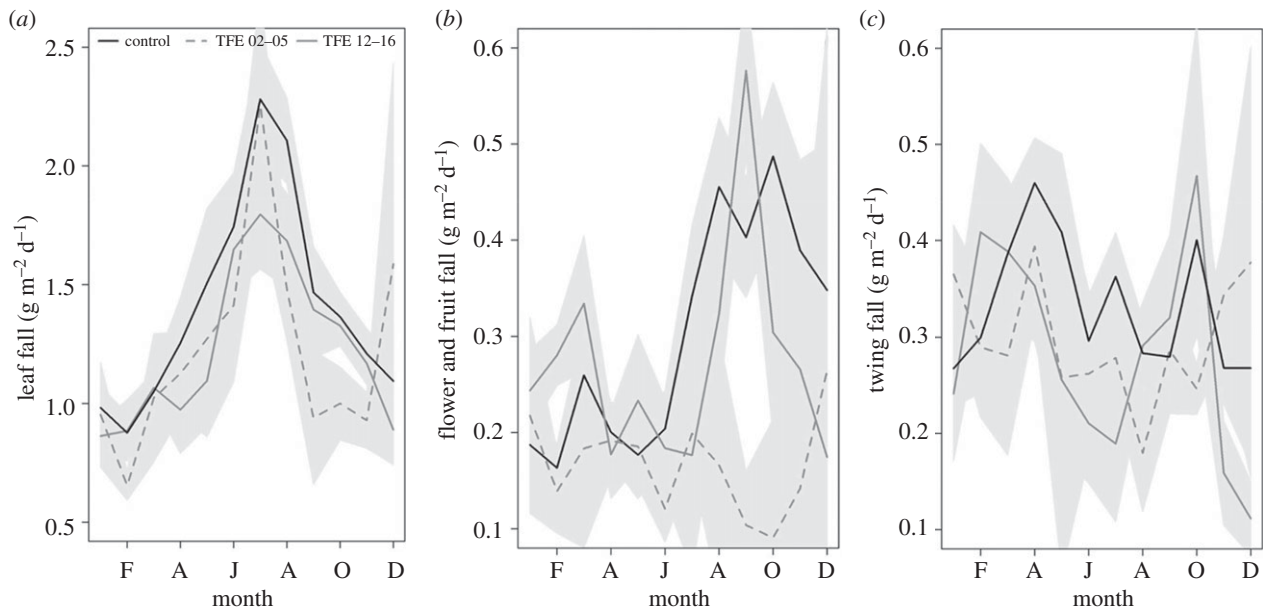 (a)
(b)
(c)
control TFE 02–05 TFE 12–16
leaf fall (g m⁻² d⁻¹)
2.5
2.0
1.5
1.0
0.5
F A J A O D
month
flower and fruit fall (g m⁻² d⁻¹)
0.6
0.5
0.4
0.3
0.2
0.1
F A J A O D
month
twing fall (g m⁻² d⁻¹)
0.6
0.5
0.4
0.3
0.2
0.1
F A J A O D
month